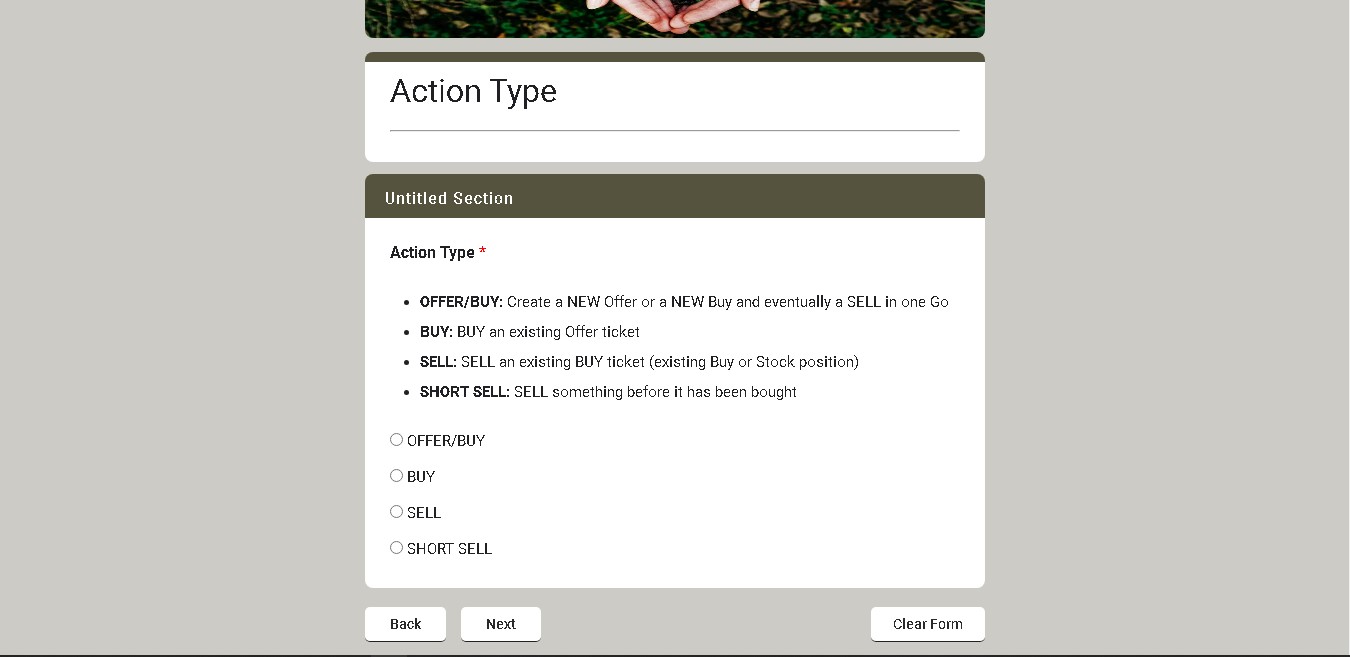 Action Type
Untitled Section
Action Type *
• OFFER/BUY: Create a NEW Offer or a NEW Buy and eventually a SELL in one Go
• BUY: BUY an existing Offer ticket
• SELL: SELL an existing BUY ticket (existing Buy or Stock position)
• SHORT SELL: SELL something before it has been bought
OFFER/BUY
BUY
SELL
SHORT SELL
Back Next Clear Form